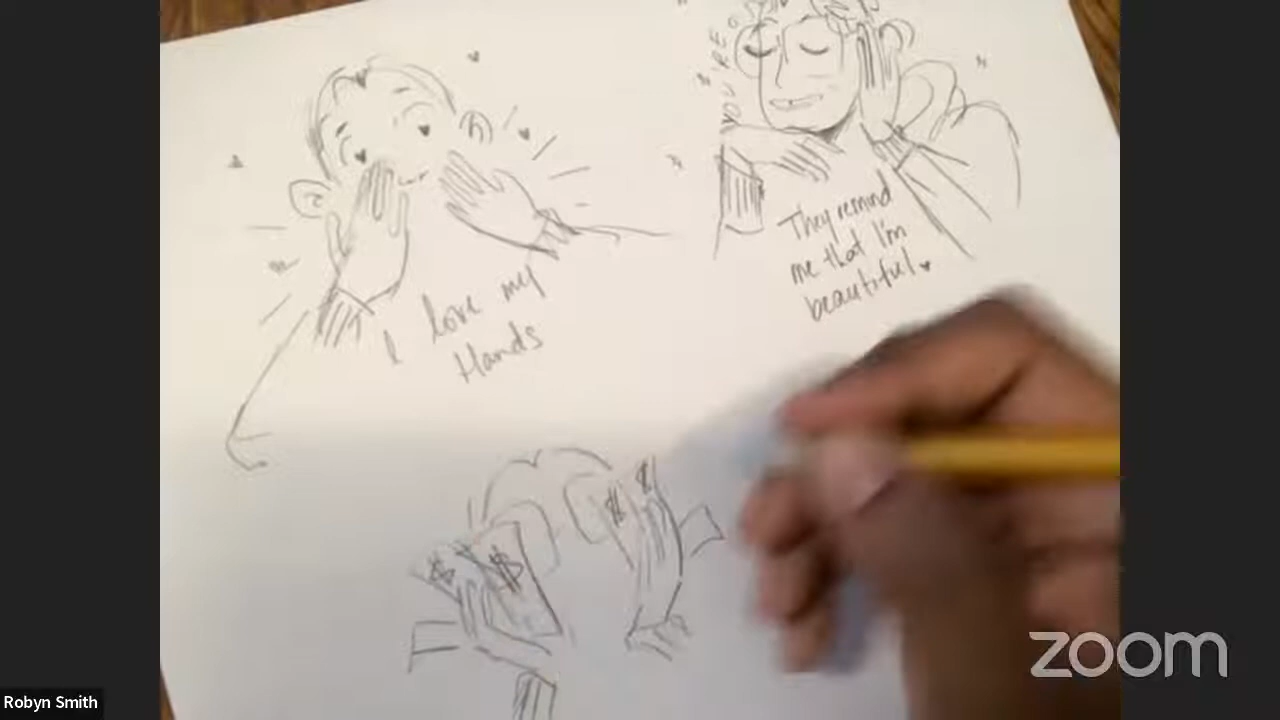 YOU'RE
I love my
Hands
They remind
me that I'm
beautiful.
$ $ $ $
zoom
Robyn Smith